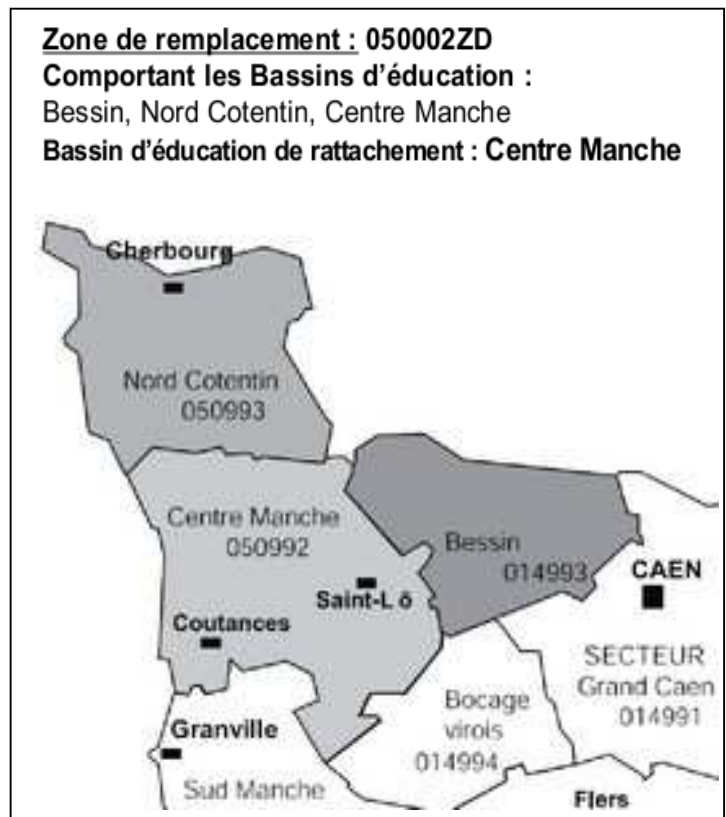 Zone de remplacement : 050002ZD
Comportant les Bassins d'éducation :
Bessin, Nord Cotentin, Centre Manche
Bassin d'éducation de rattachement : Centre Manche
Cherbourg
Nord Cotentin
050993
Centre Manche
050992
Bessin
014993
CAEN
Saint-L ô
Coutances
SECTEUR
Grand Caen
014991
Bocage
virois
014994
Granville
Sud Manche
Flers